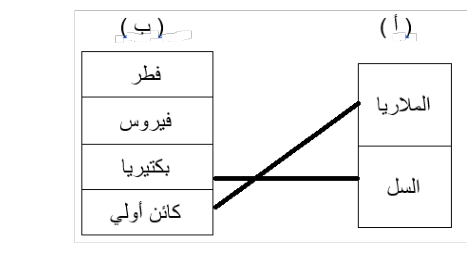 ( أ )
( ب )
الملاريا
السل
فطر
فيروس
بكتيريا
كائن أولي